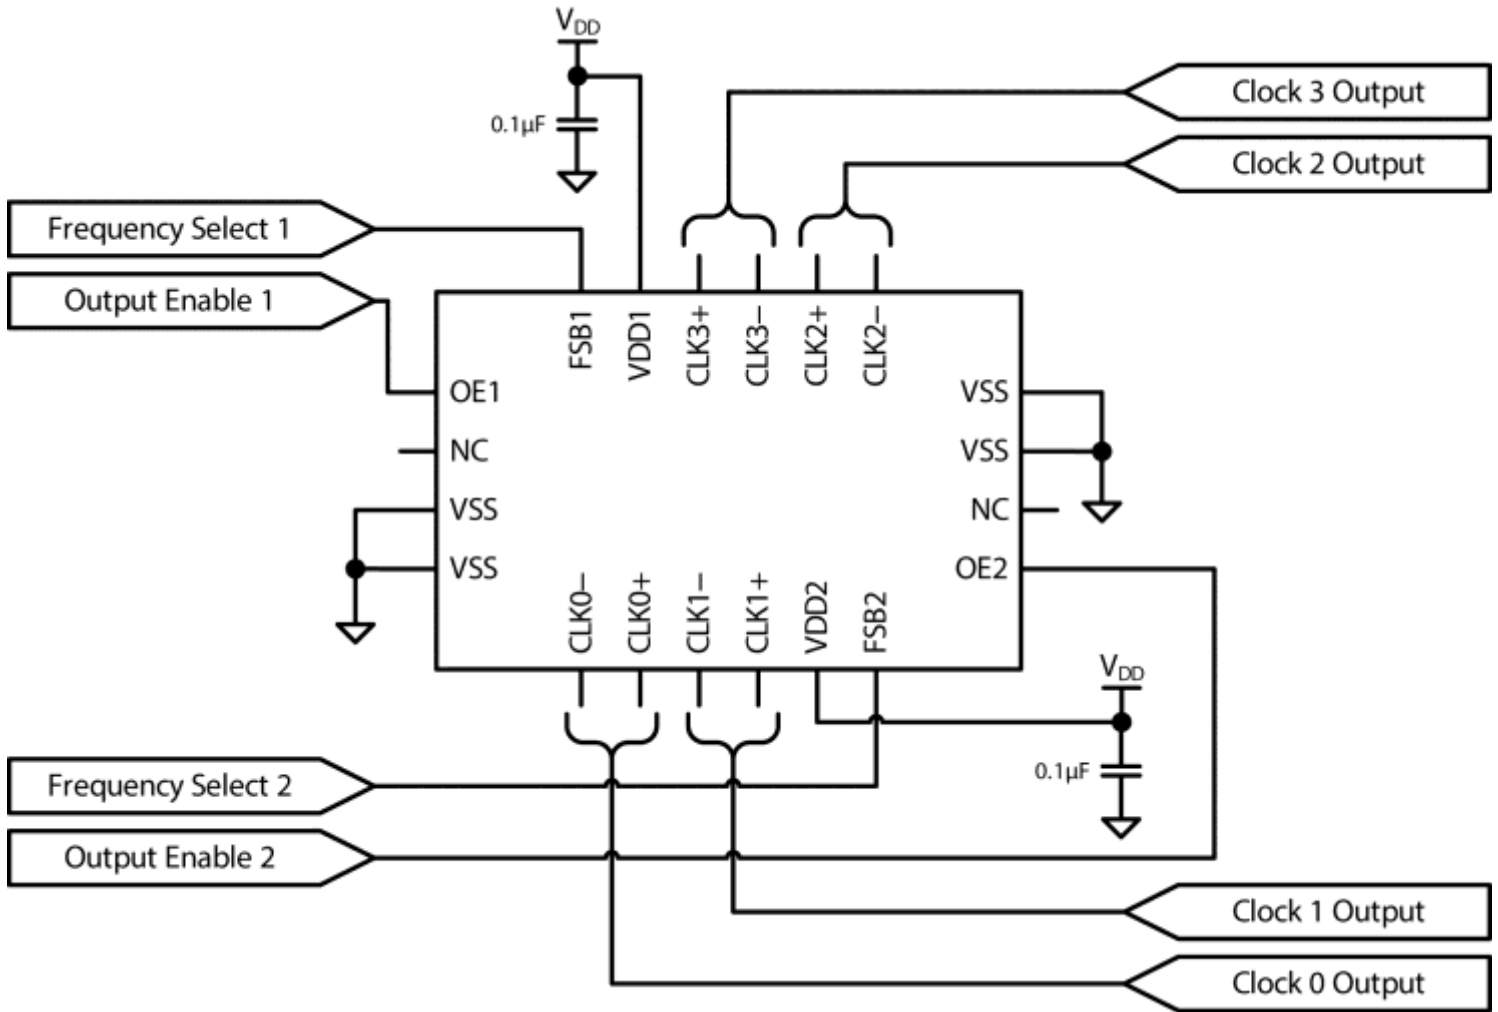 VDD
0.1µF
Clock 3 Output
Clock 2 Output
Frequency Select 1
Output Enable 1
FSB1
VDD1
CLK3+
CLK3−
CLK2+
CLK2−
OE1
NC
VSS
VSS
VSS
VSS
NC
OE2
CLK0−
CLK0+
CLK1−
CLK1+
VDD2
FSB2
VDD
0.1µF
Frequency Select 2
Output Enable 2
Clock 1 Output
Clock 0 Output